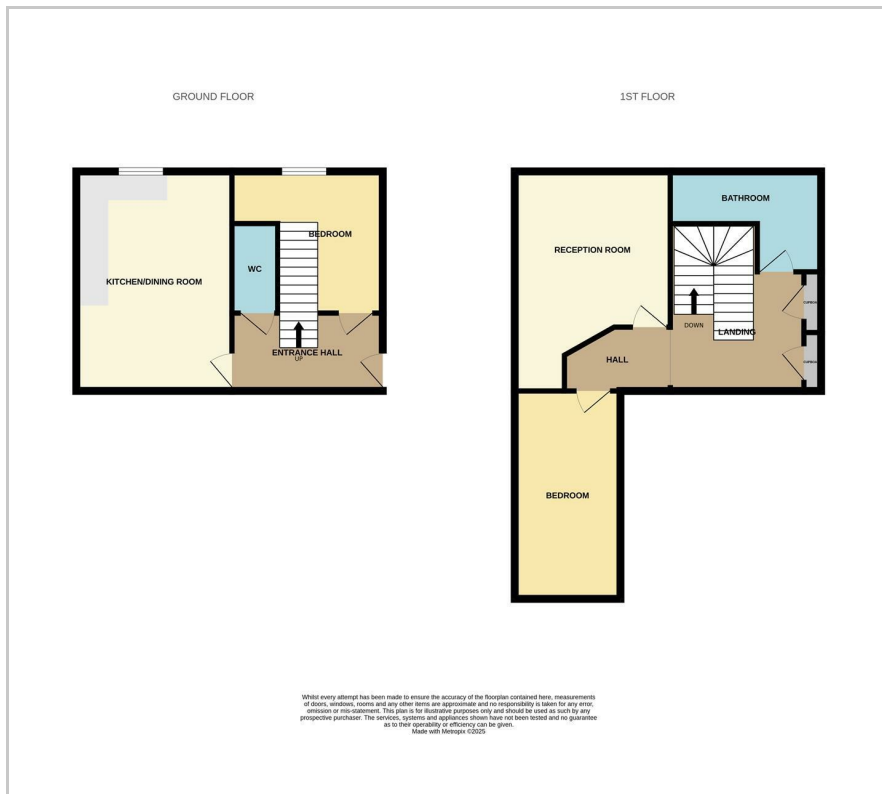 GROUND FLOOR
KITCHEN/DINING ROOM
WC
BEDROOM
ENTRANCE HALL
UP
1ST FLOOR
RECEPTION ROOM
BATHROOM
DOWN
LANDING
HALL
BEDROOM
Whilst every attempt has been made to ensure the accuracy of the floorplan contained here, measurements
of doors, windows, rooms and any other items are approximate and no responsibility is taken for any error,
omission or mis-statement. This plan is for illustrative purposes only and should be used as such by any
prospective purchaser. The services, systems and appliances shown have not been tested and no guarantee
as to their operability or efficiency can be given.
Made with Metropix ©2025